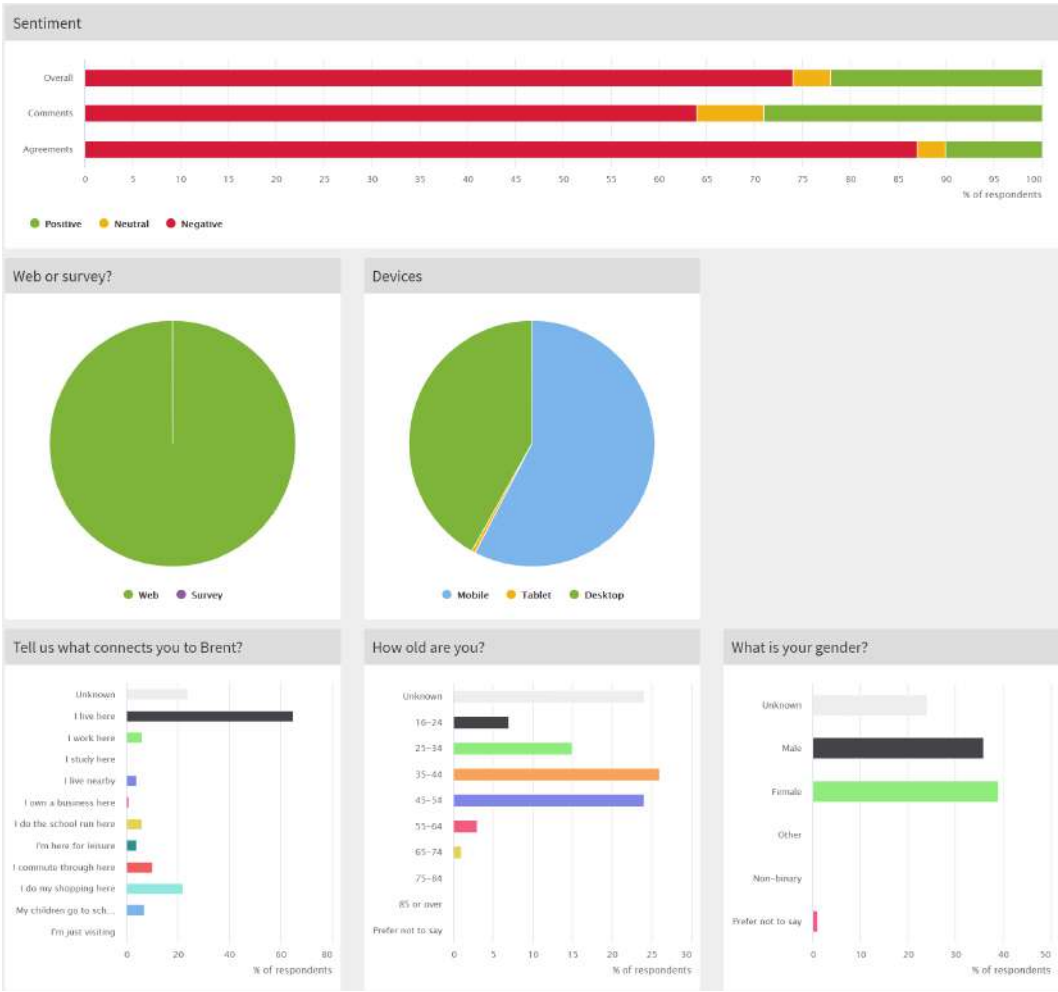 Sentiment
Overall
Comments
Agreements
0 5 10 15 20 25 30 35 40 45 50 55 60 65 70 75 80 85 90 95 100
% of respondents
Positive Neutral Negative
Web or survey?
Web Survey
Devices
Mobile Tablet Desktop
Tell us what connects you to Brent?
Unknown
I live here
I work here
I study here
I live nearby
I own a business here
I do the school run here
I'm here for leisure
I commute through here
I do my shopping here
My children go to sch...
I'm just visiting
0 20 40 60 80
% of respondents
How old are you?
Unknown
16-24
25-34
35-44
45-54
55-64
65-74
75-84
85 or over
Prefer not to say
0 5 10 15 20 25 30
% of respondents
What is your gender?
Unknown
Male
Female
Other
Non-binary
Prefer not to say
0 10 20 30 40 50
% of respondents